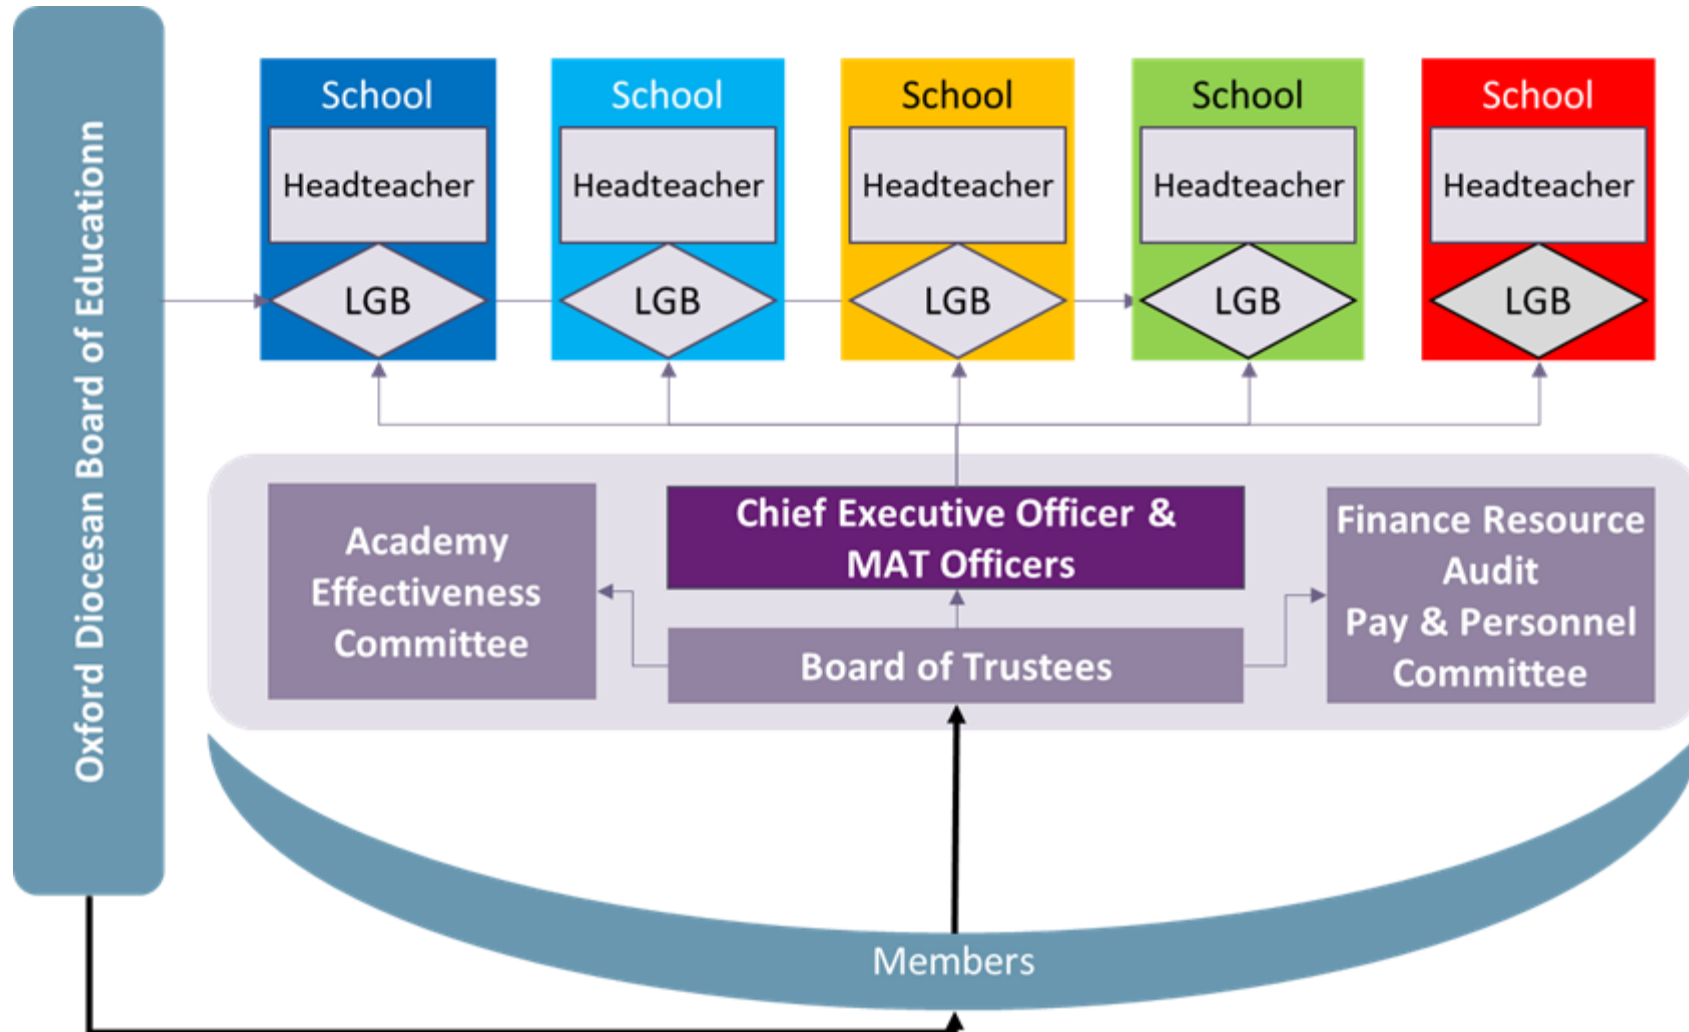 Oxford Diocesan Board of Educationn
School
Headteacher
LGB
School
Headteacher
LGB
School
Headteacher
LGB
School
Headteacher
LGB
School
Headteacher
LGB
Academy
Effectiveness
Committee
Chief Executive Officer &
MAT Officers
Board of Trustees
Finance Resource
Audit
Pay & Personnel
Committee
Members